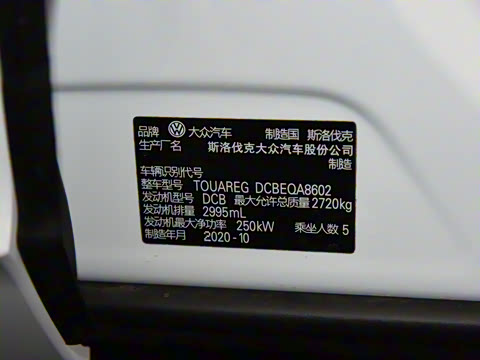 品牌 大众汽车 制造国 斯洛伐克
生产厂名 斯洛伐克大众汽车股份公司
制造
车辆识别代号
整车型号 TOUAREG DCBEQA8602
发动机型号 DCB 最大允许总质量 2720kg
发动机排量 2995mL
发动机最大净功率 250kW 乘坐人数 5
制造年月 2020-10